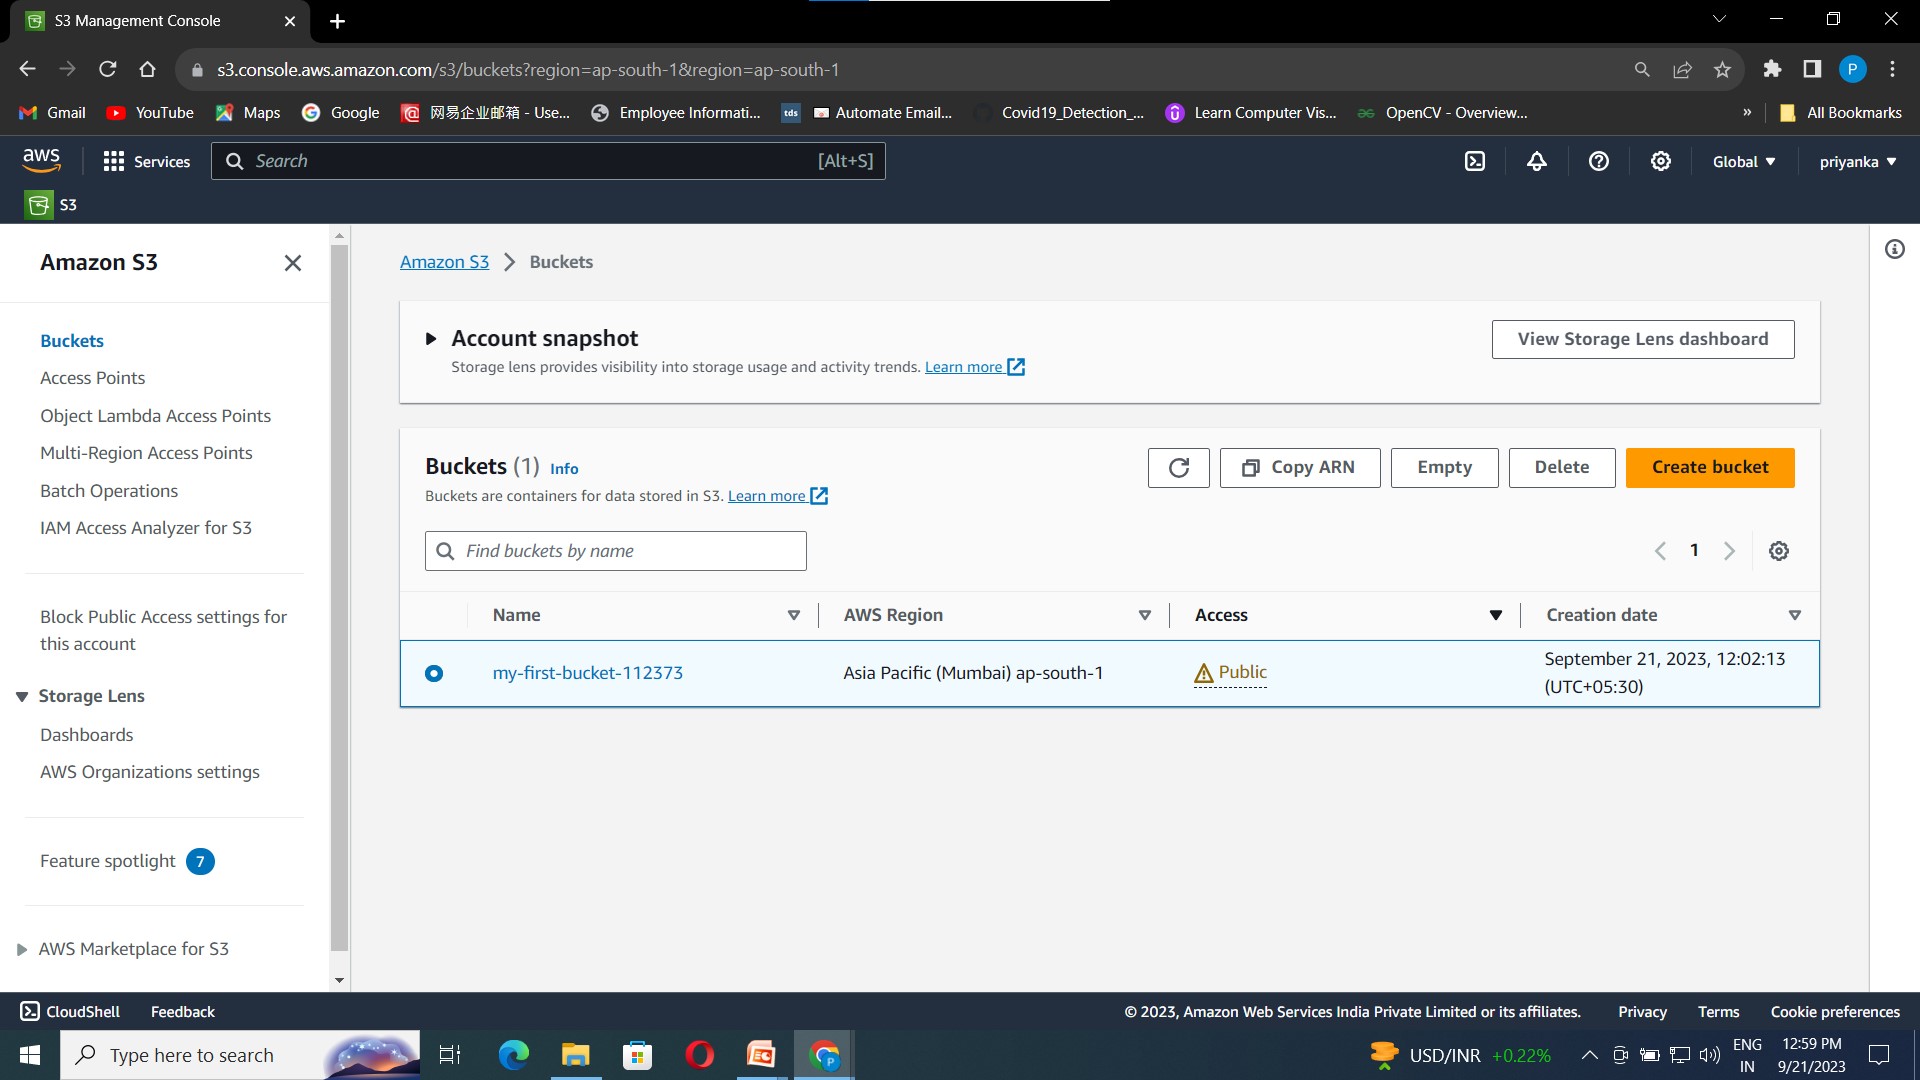 S3 Management Console
s3.console.aws.amazon.com/s3/buckets?region=ap-south-1&region=ap-south-1
P
Gmail YouTube Maps Google 网易企业邮箱 - Use... Employee Informati... tds Automate Email... Covid19_Detection_... Learn Computer Vis... OpenCV - Overview... » All Bookmarks
aws Services Search [Alt+S] Global priyanka
S3
Amazon S3
Buckets
Access Points
Object Lambda Access Points
Multi-Region Access Points
Batch Operations
IAM Access Analyzer for S3
Block Public Access settings for
this account
Storage Lens
Dashboards
AWS Organizations settings
Feature spotlight 7
AWS Marketplace for S3
Amazon S3 > Buckets
Account snapshot
View Storage Lens dashboard
Storage lens provides visibility into storage usage and activity trends. Learn more
Buckets (1) Info
Copy ARN Empty Delete Create bucket
Buckets are containers for data stored in S3. Learn more
Find buckets by name
1
Name AWS Region Access Creation date
my-first-bucket-112373 Asia Pacific (Mumbai) ap-south-1 Public September 21, 2023, 12:02:13
(UTC+05:30)
CloudShell Feedback © 2023, Amazon Web Services India Private Limited or its affiliates. Privacy Terms Cookie preferences
Type here to search
USD/INR +0.22%
ENG
IN
12:59 PM
9/21/2023